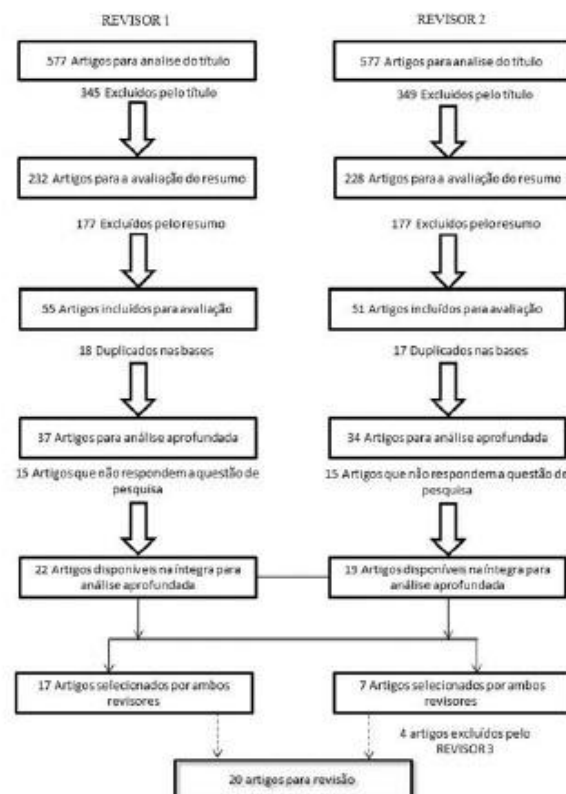 REVISOR 1
577 Artigos para analise do título
345 Excluídos pelo título
232 Artigos para a avaliação do resumo
177 Excluídos pelo resumo
55 Artigos incluídos para avaliação
18 Duplicados nas bases
37 Artigos para análise aprofundada
15 Artigos que não respondem a questão de
pesquisa
22 Artigos disponíveis na íntegra para
análise aprofundada
17 Artigos selecionados por ambos
revisores
REVISOR 2
577 Artigos para analise do título
349 Excluídos pelo título
228 Artigos para a avaliação do resumo
177 Excluídos pelo resumo
51 Artigos incluídos para avaliação
17 Duplicados nas bases
34 Artigos para análise aprofundada
15 Artigos que não respondem a questão de
pesquisa
19 Artigos disponíveis na íntegra para
análise aprofundada
7 Artigos selecionados por ambos
revisores
4 artigos excluídos pelo
REVISOR 3
20 artigos para revisão